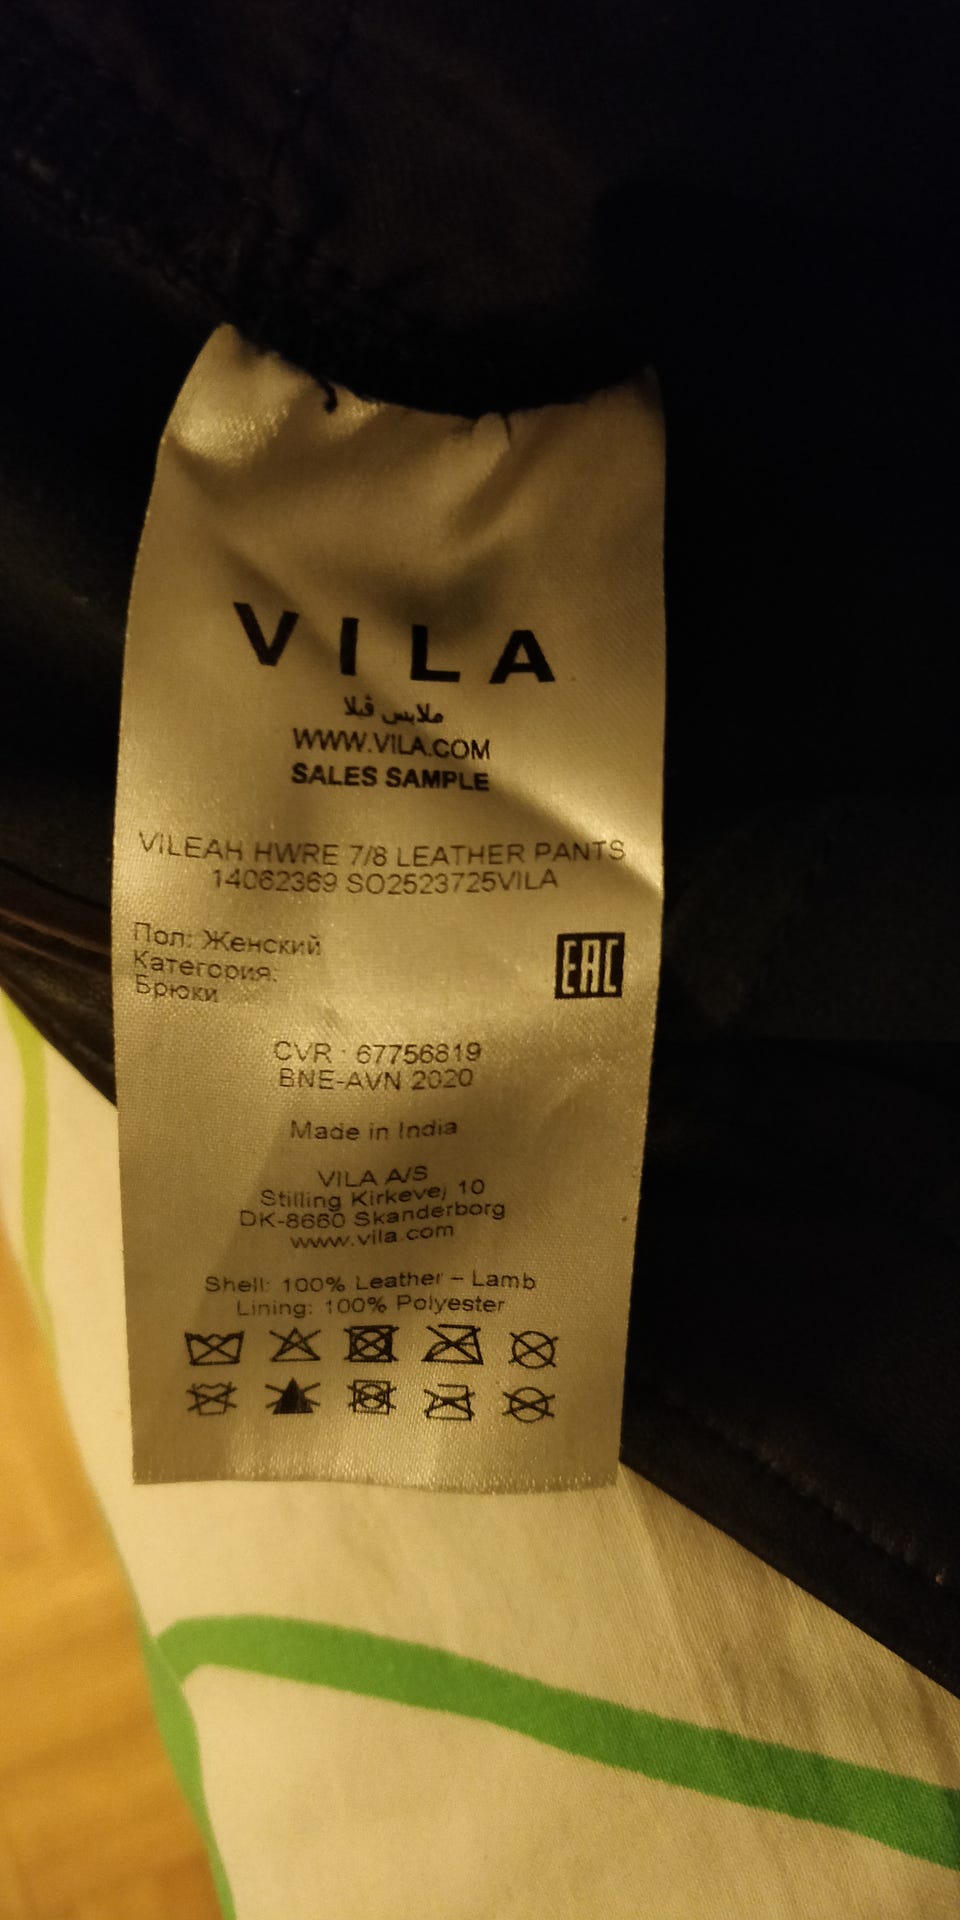 VILA
ملابس ڤيلا
WWW.VILA.COM
SALES SAMPLE
VILEAH HWRE 7/8 LEATHER PANTS
14062369 SO2523725VILA
Пол: Женский
Категория:
Брюки
EAC
CVR : 67756819
BNE-AVN 2020
Made in India
VILA A/S
Stilling Kirkevej 10
DK-8660 Skanderborg
www.vila.com
Shell: 100% Leather – Lamb
Lining: 100% Polyester